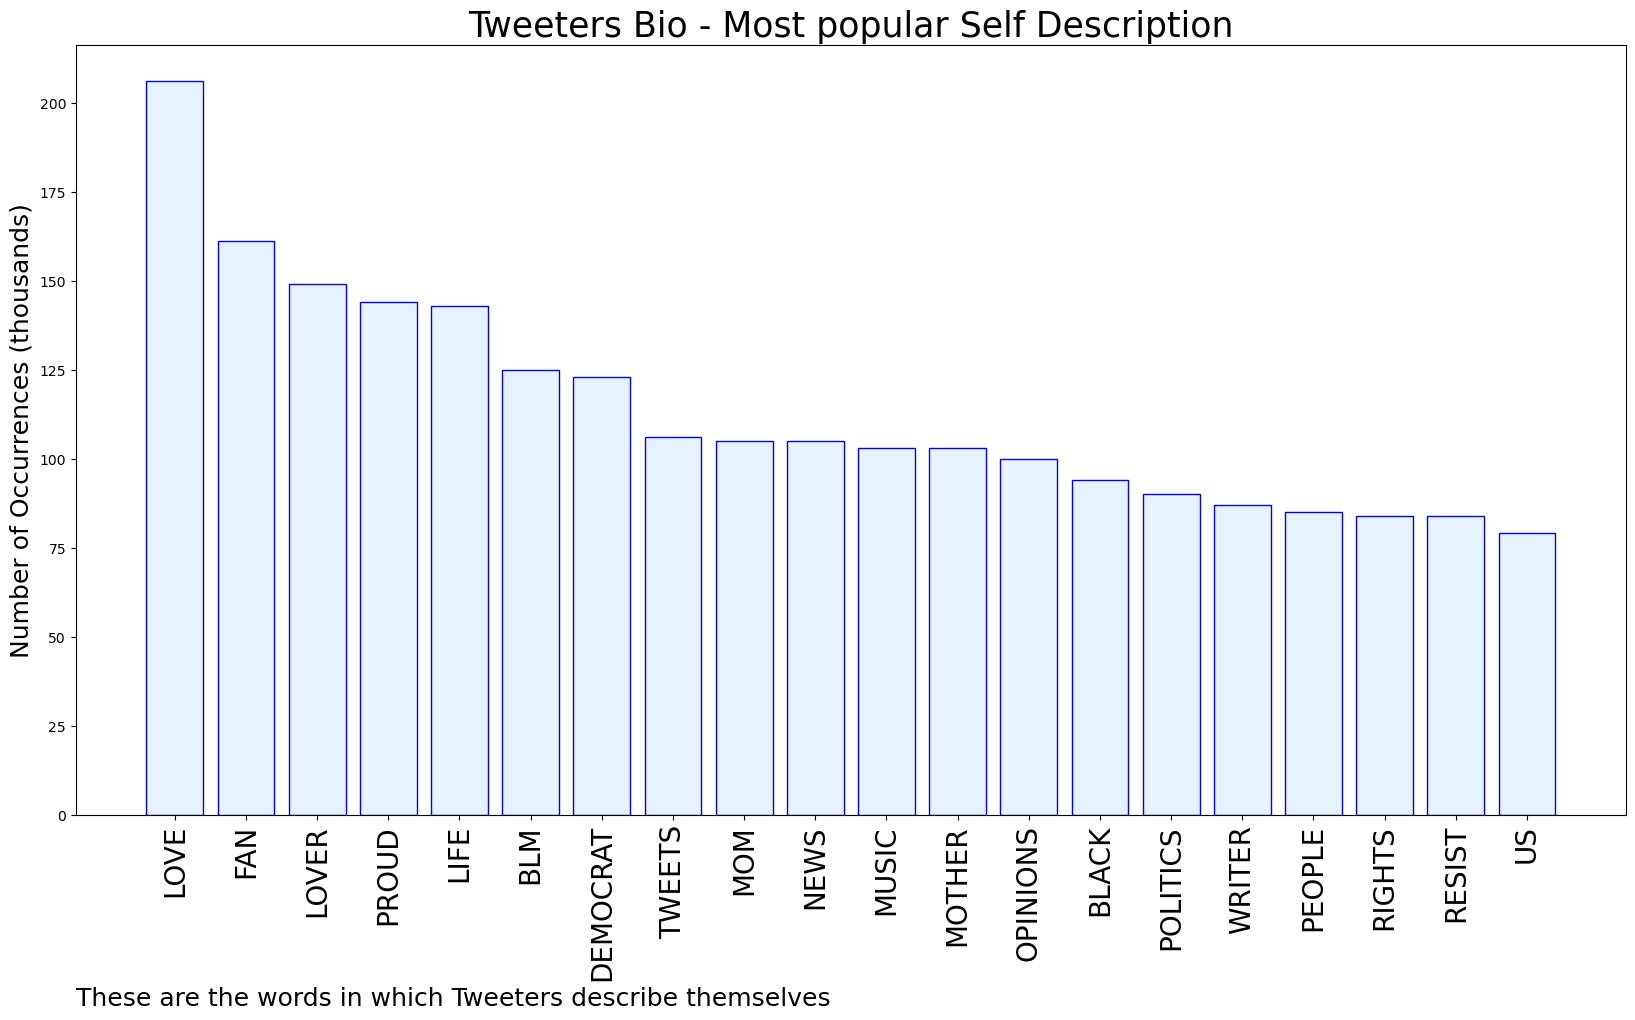 Tweeters Bio - Most popular Self Description
Number of Occurrences (thousands)
200
175
150
125
100
75
50
25
0
LOVE
FAN
LOVER
PROUD
LIFE
BLM
DEMOCRAT
TWEETS
MOM
NEWS
MUSIC
MOTHER
OPINIONS
BLACK
POLITICS
WRITER
PEOPLE
RIGHTS
RESIST
US
These are the words in which Tweeters describe themselves